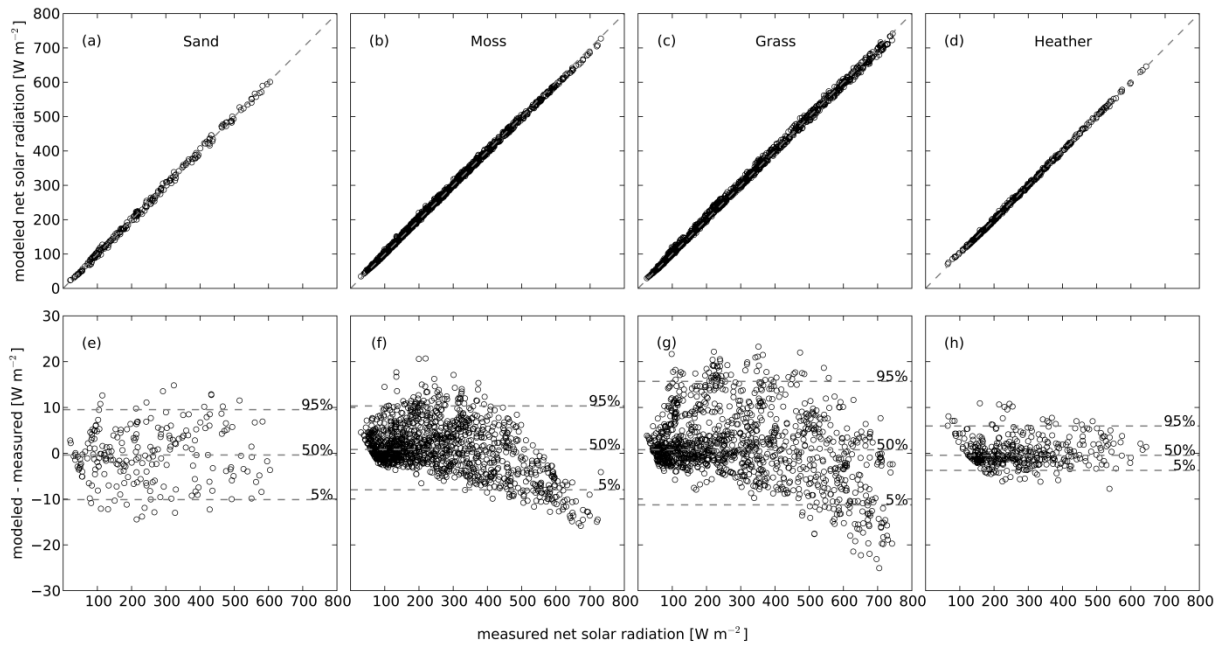 (a) Sand (b) Moss (c) Grass (d) Heather
modeled net solar radiation [W m⁻²]
800
700
600
500
400
300
200
100
0
(e) (f) (g) (h)
modeled - measured [W m⁻²]
30
20
10
0
−10
−20
−30
95% 95% 95% 95%
50% 50% 50% 50%
5% 5% 5% 5%
100 200 300 400 500 600 700 800 100 200 300 400 500 600 700 800 100 200 300 400 500 600 700 800 100 200 300 400 500 600 700 800
measured net solar radiation [W m⁻²]